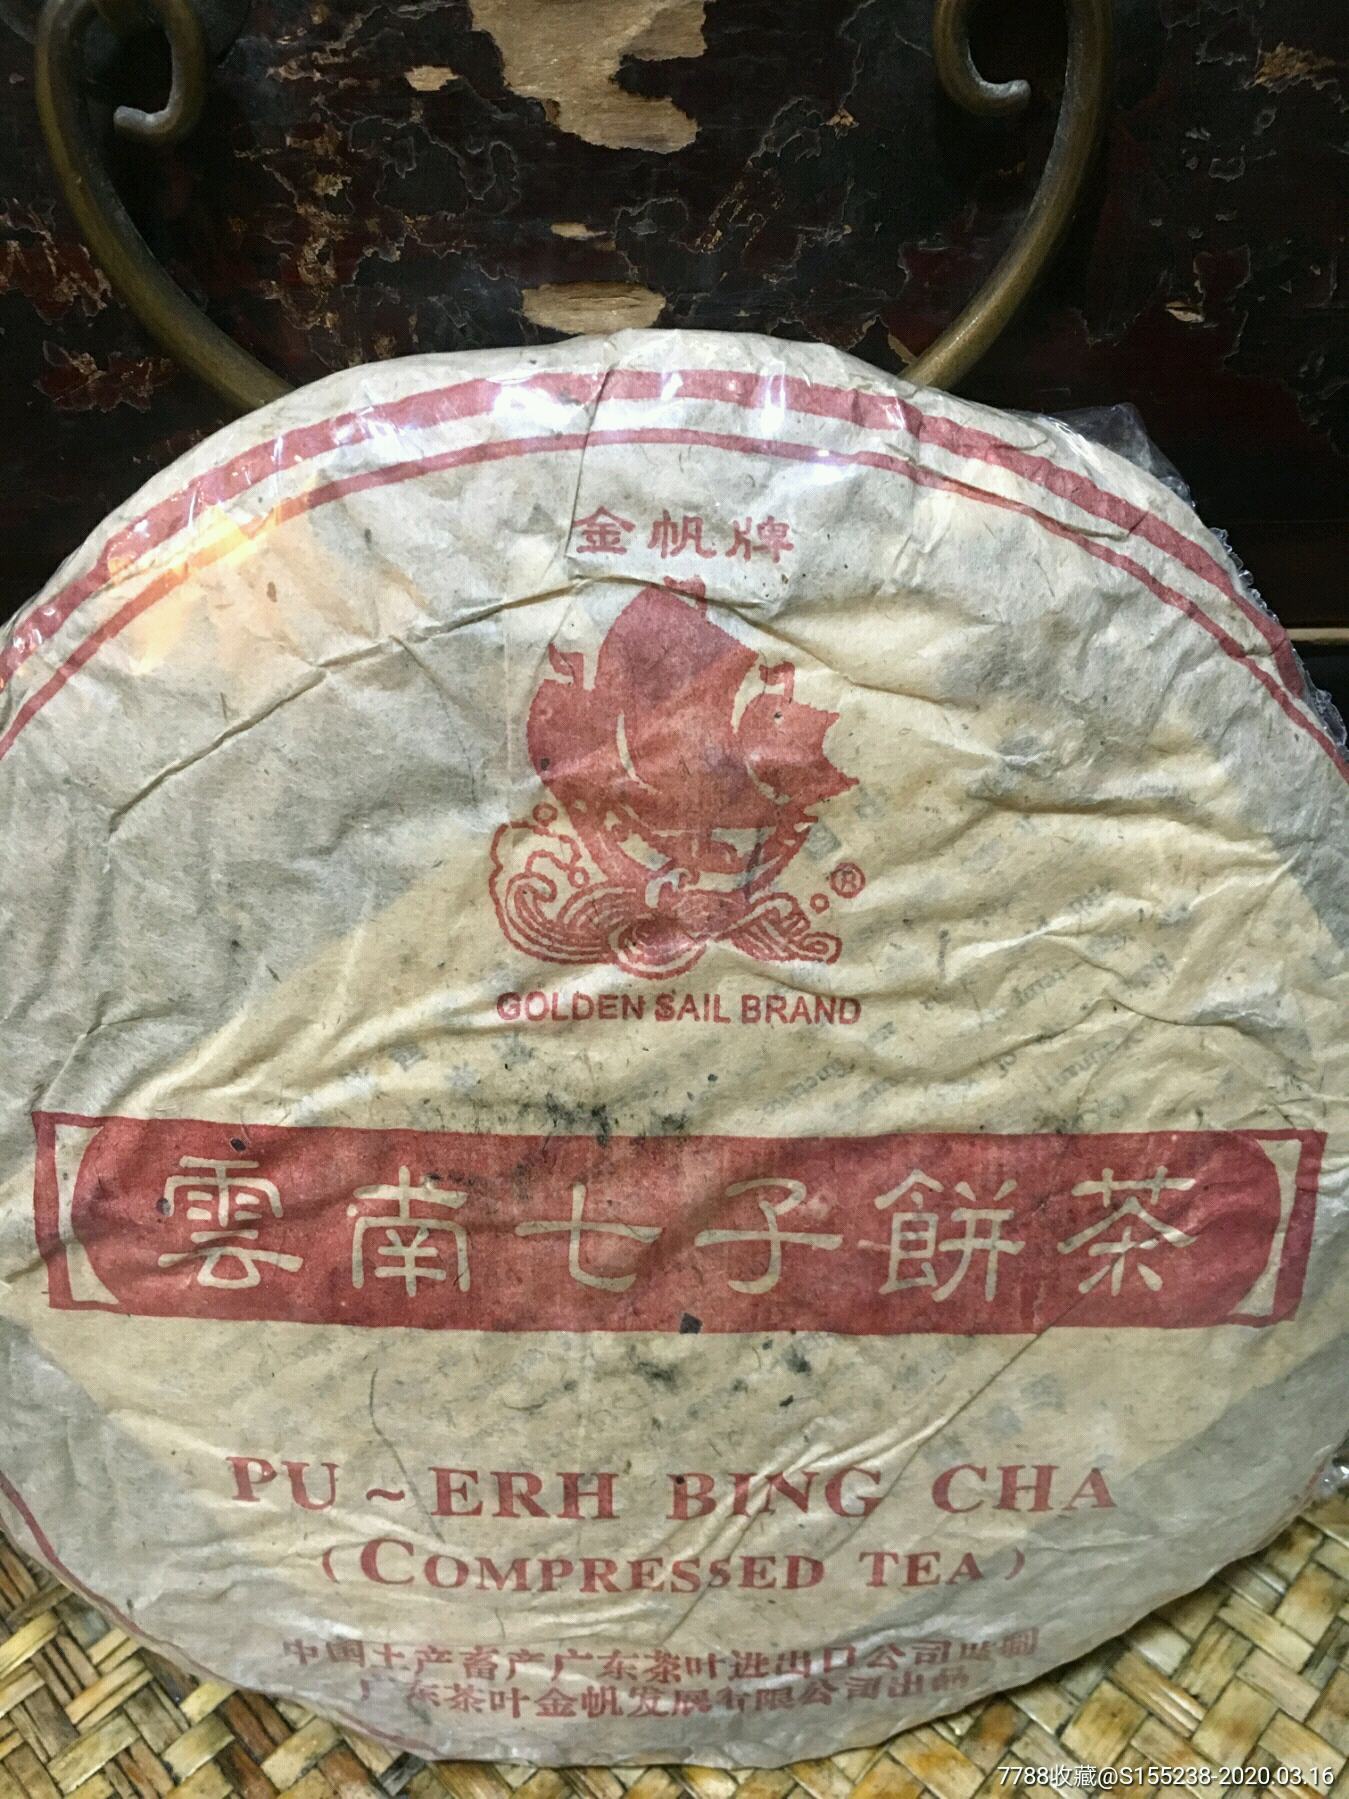 金帆牌
®
GOLDEN SAIL BRAND
雲南七子餅茶
PU~ERH BING CHA
(COMPRESSED TEA)
中国土产畜产广东茶叶进出口公司监制
广东茶叶金帆发展有限公司出品
7788收藏@S155238-2020.03.16